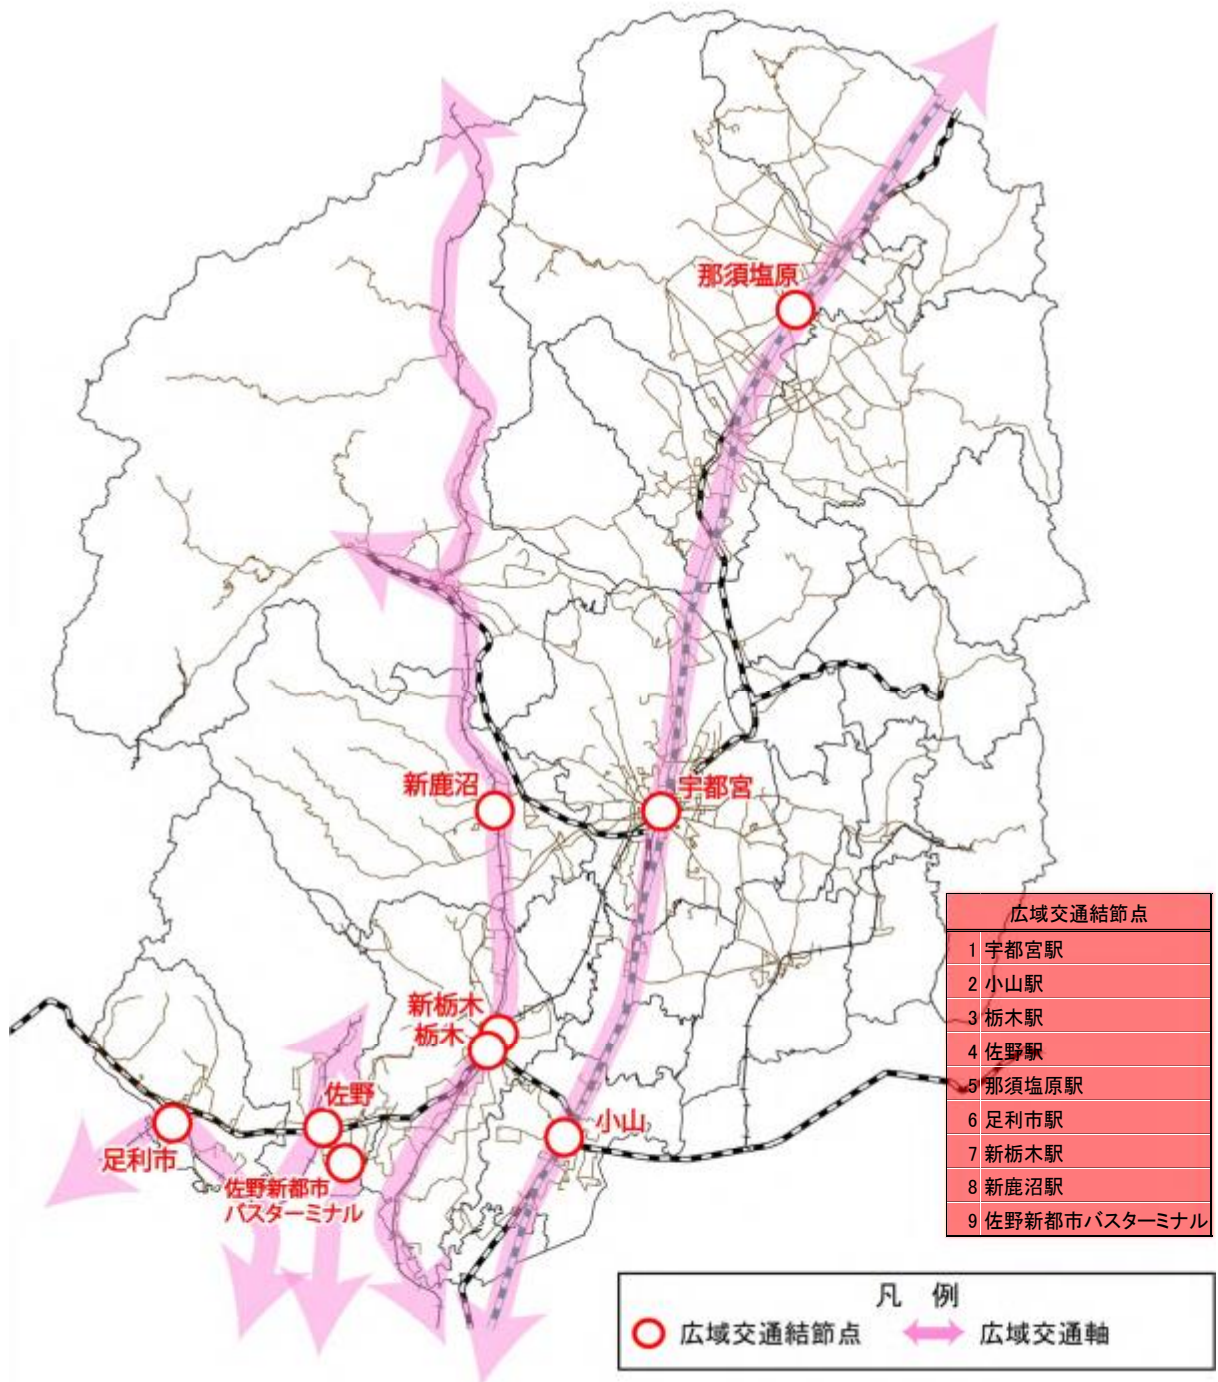 那須塩原
新鹿沼
宇都宮
新栃木
栃木
佐野
小山
足利市
佐野新都市
バスターミナル
広域交通結節点
1 宇都宮駅
2 小山駅
3 栃木駅
4 佐野駅
5 那須塩原駅
6 足利市駅
7 新栃木駅
8 新鹿沼駅
9 佐野新都市バスターミナル
凡 例
広域交通結節点 広域交通軸